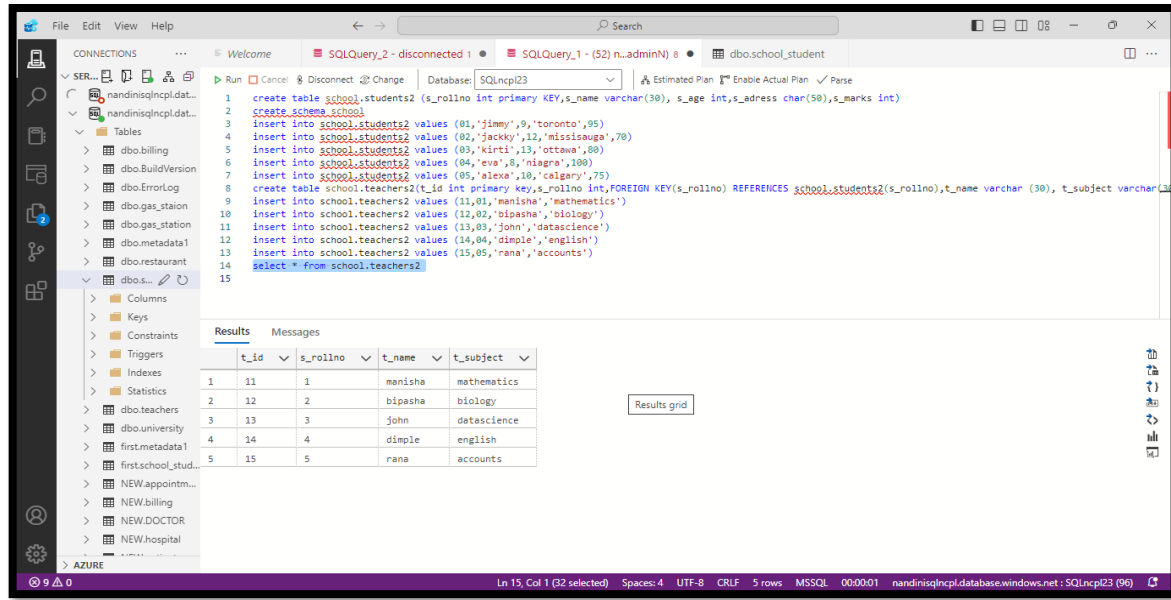 File Edit View Help
Search
CONNECTIONS ...
Welcome
SQLQuery_2 - disconnected 1
SQLQuery_1 - (52) n...adminN) 8
dbo.school_student
SER...
Run Cancel Disconnect Change Database: SQLncpl23 Estimated Plan Enable Actual Plan Parse
nandinisqlncpl.dat...
nandinisqlncpl.dat...
Tables
dbo.billing
dbo.BuildVersion
dbo.ErrorLog
dbo.gas_staion
dbo.gas_station
dbo.metadata1
dbo.restaurant
dbo.s...
Columns
Keys
Constraints
Triggers
Indexes
Statistics
dbo.teachers
dbo.university
first.metadata1
first.school_stud...
NEW.appointm...
NEW.billing
NEW.DOCTOR
NEW.hospital
AZURE
2
1 create table school.students2 (s_rollno int primary KEY,s_name varchar(30), s_age int,s_adress char(50),s_marks int)
2 create schema school
3 insert into school.students2 values (01,'jimmy',9,'toronto',95)
4 insert into school.students2 values (02,'jackky',12,'missisauga',70)
5 insert into school.students2 values (03,'kirti',13,'ottawa',80)
6 insert into school.students2 values (04,'eva',8,'niagra',100)
7 insert into school.students2 values (05,'alexa',10,'calgary',75)
8 create table school.teachers2(t_id int primary key,s_rollno int,FOREIGN KEY(s_rollno) REFERENCES school.students2(s_rollno),t_name varchar (30), t_subject varchar(30
9 insert into school.teachers2 values (11,01,'manisha','mathematics')
10 insert into school.teachers2 values (12,02,'bipasha','biology')
11 insert into school.teachers2 values (13,03,'john','datascience')
12 insert into school.teachers2 values (14,04,'dimple','english')
13 insert into school.teachers2 values (15,05,'rana','accounts')
14 select * from school.teachers2
15
Results Messages
t_id s_rollno t_name t_subject
1 11 1 manisha mathematics
2 12 2 bipasha biology
3 13 3 john datascience
4 14 4 dimple english
5 15 5 rana accounts
Results grid
9 0 Ln 15, Col 1 (32 selected) Spaces: 4 UTF-8 CRLF 5 rows MSSQL 00:00:01 nandinisqlncpl.database.windows.net : SQLncpl23 (96)